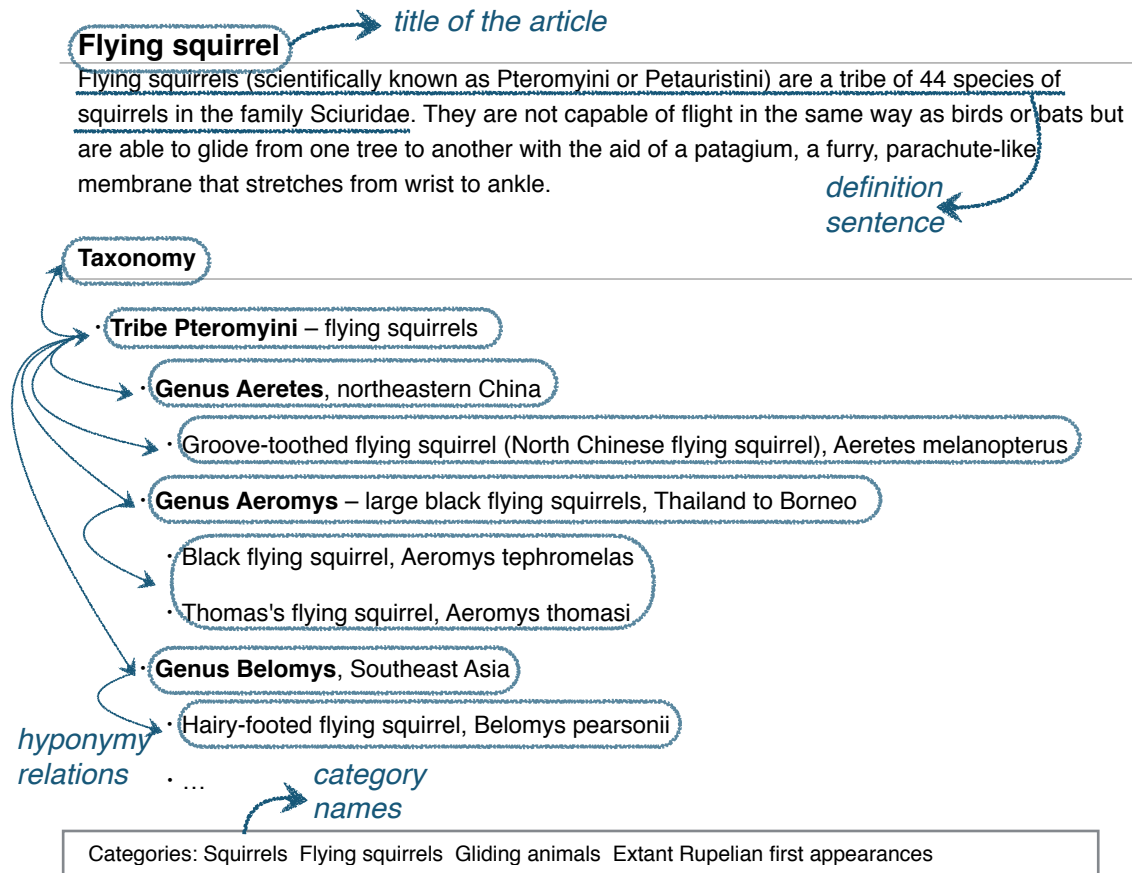 title of the article
Flying squirrel
Flying squirrels (scientifically known as Pteromyini or Petauristini) are a tribe of 44 species of
squirrels in the family Sciuridae. They are not capable of flight in the same way as birds or bats but
are able to glide from one tree to another with the aid of a patagium, a furry, parachute-like
membrane that stretches from wrist to ankle.
definition
sentence
Taxonomy
· Tribe Pteromyini – flying squirrels
· Genus Aeretes, northeastern China
· Groove-toothed flying squirrel (North Chinese flying squirrel), Aeretes melanopterus
· Genus Aeromys – large black flying squirrels, Thailand to Borneo
· Black flying squirrel, Aeromys tephromelas
· Thomas's flying squirrel, Aeromys thomasi
· Genus Belomys, Southeast Asia
· Hairy-footed flying squirrel, Belomys pearsonii
hyponymy
relations
· ...
category
names
Categories: Squirrels Flying squirrels Gliding animals Extant Rupelian first appearances